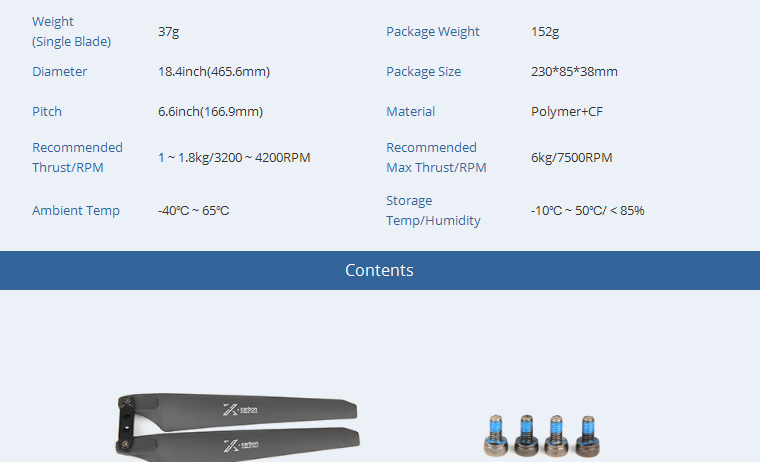 Weight
(Single Blade)
37g
Package Weight
152g
Diameter
18.4inch(465.6mm)
Package Size
230*85*38mm
Pitch
6.6inch(166.9mm)
Material
Polymer+CF
Recommended
Thrust/RPM
1 ~ 1.8kg/3200 ~ 4200RPM
Recommended
Max Thrust/RPM
6kg/7500RPM
Ambient Temp
-40℃ ~ 65℃
Storage
Temp/Humidity
-10℃ ~ 50℃/ < 85%
Contents
X-carbon
X-carbon